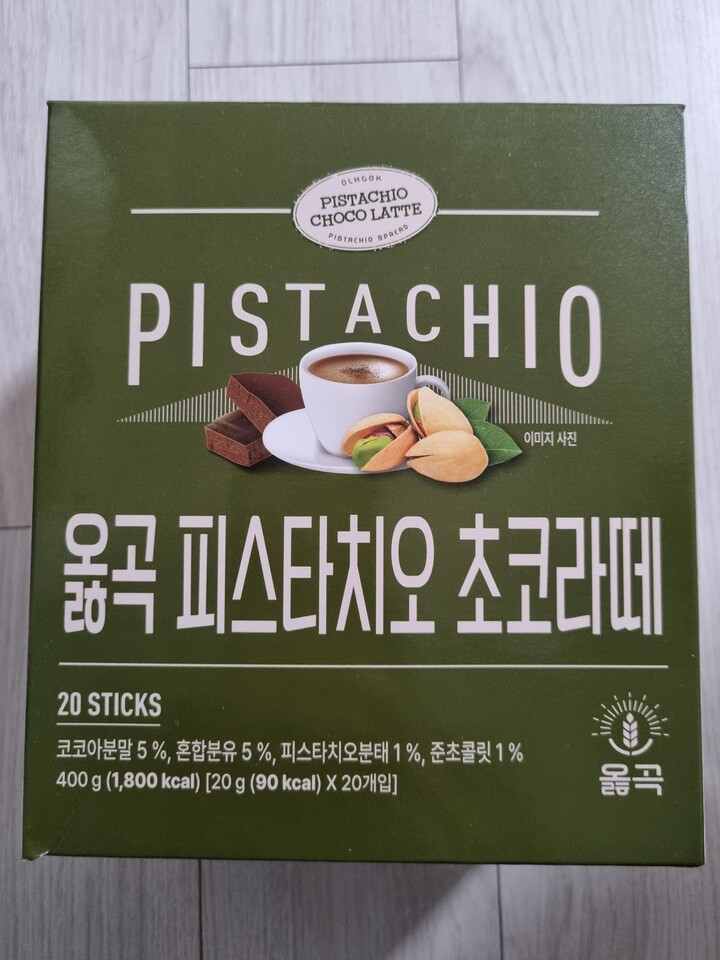 OLHGOK
PISTACHIO
CHOCO LATTE
PISTACHIO SPREAD
PISTACHIO
이미지 사진
옳곡 피스타치오 초코라떼
20 STICKS
코코아분말 5 %, 혼합분유 5 %, 피스타치오분태 1 %, 준초콜릿 1 %
400 g (1,800 kcal) [20 g (90 kcal) X 20개입]
옳곡